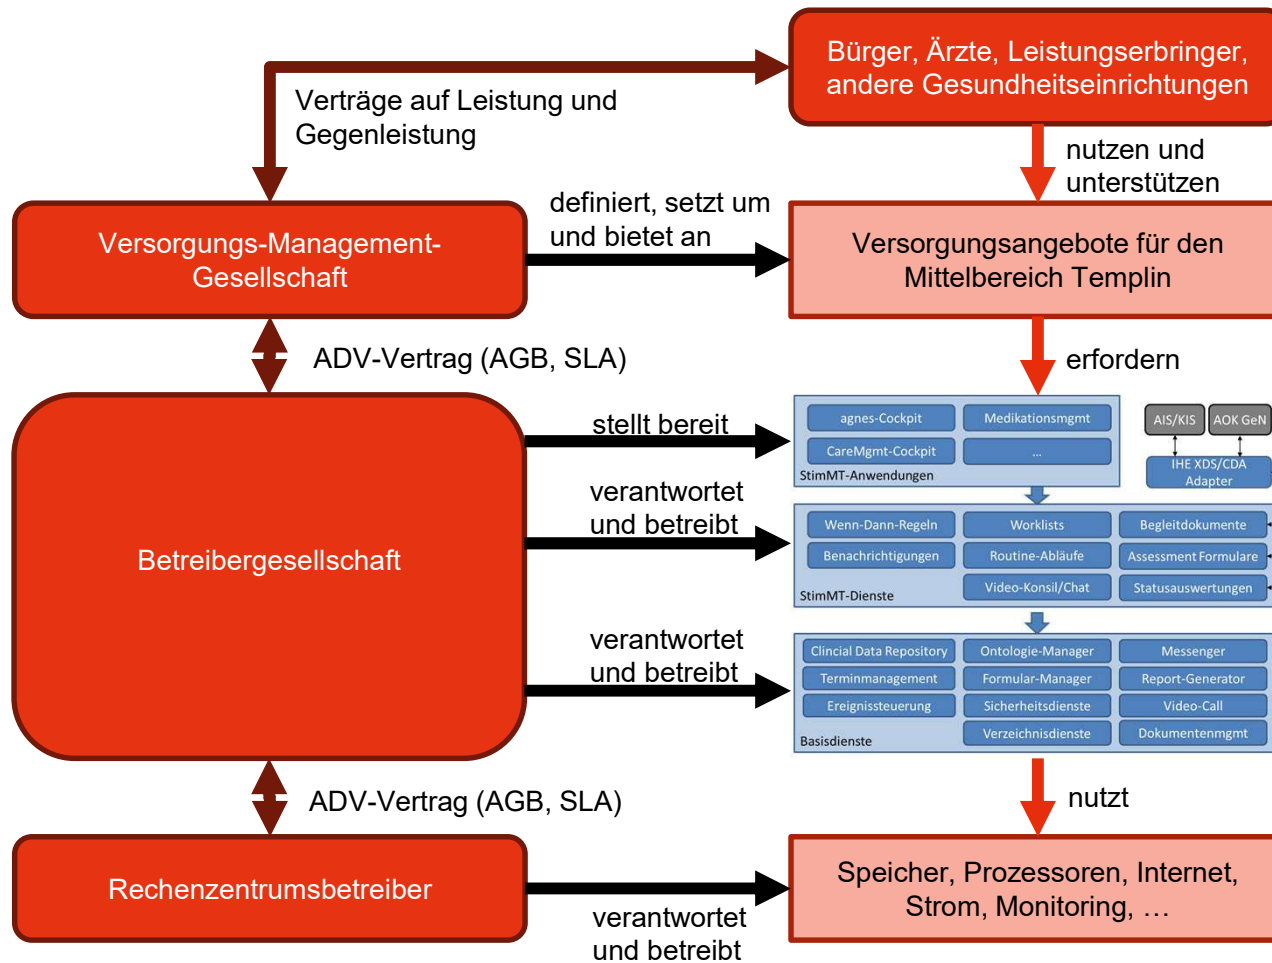 Bürger, Ärzte, Leistungserbringer,
andere Gesundheitseinrichtungen
Verträge auf Leistung und
Gegenleistung
nutzen und
unterstützen
Versorgungs-Management-
Gesellschaft
definiert, setzt um
und bietet an
Versorgungsangebote für den
Mittelbereich Templin
ADV-Vertrag (AGB, SLA)
erfordern
Betreibergesellschaft
stellt bereit
agnes-Cockpit
Medikationsmgmt
CareMgmt-Cockpit
...
StimMT-Anwendungen
AIS/KIS
AOK GeN
IHE XDS/CDA
Adapter
verantwortet
und betreibt
Wenn-Dann-Regeln
Worklists
Begleitdokumente
Benachrichtigungen
Routine-Abläufe
Assessment Formulare
Video-Konsil/Chat
Statusauswertungen
StimMT-Dienste
verantwortet
und betreibt
Clincial Data Repository
Ontologie-Manager
Messenger
Terminmanagement
Formular-Manager
Report-Generator
Ereignissteuerung
Sicherheitsdienste
Video-Call
Verzeichnisdienste
Dokumentenmgmt
Basisdienste
ADV-Vertrag (AGB, SLA)
nutzt
Rechenzentrumsbetreiber
verantwortet
und betreibt
Speicher, Prozessoren, Internet,
Strom, Monitoring, …